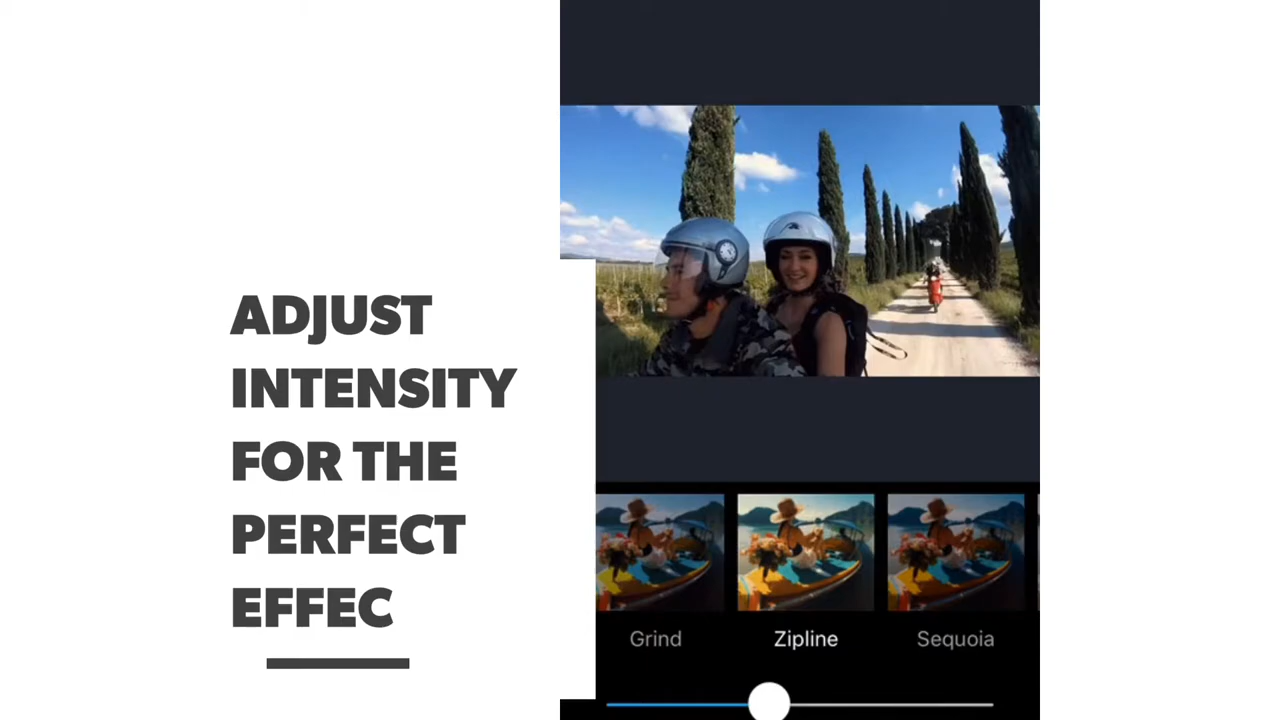 ADJUST
INTENSITY
FOR THE
PERFECT
EFFEC
Grind
Zipline
Sequoia